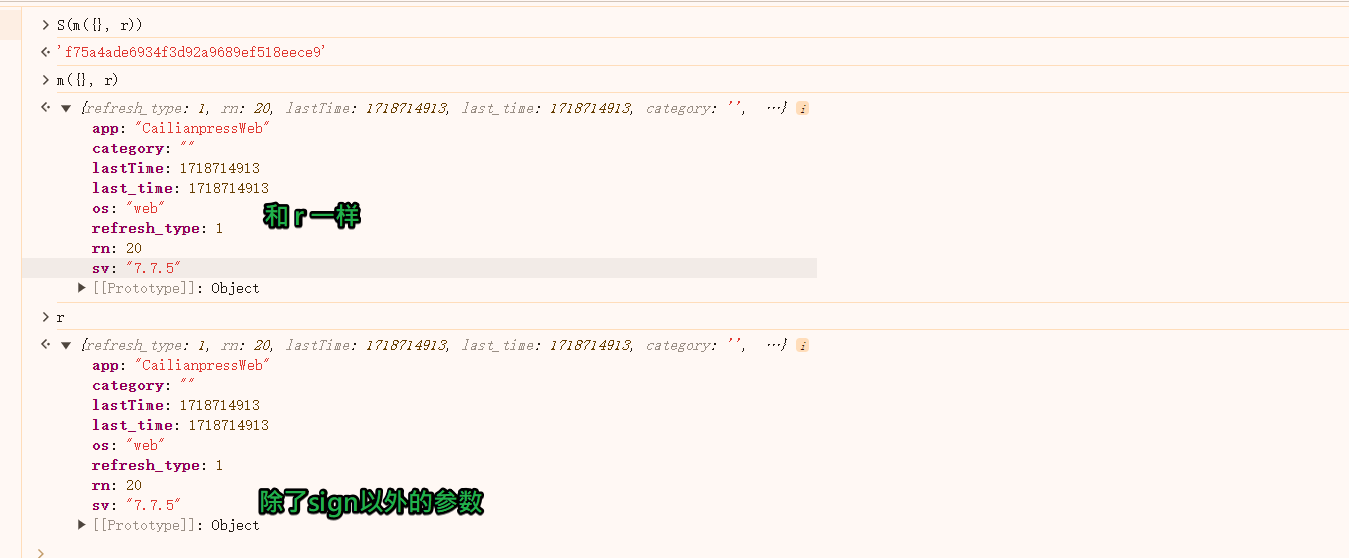 S(m({}, r))
'f75a4ade6934f3d92a9689ef518eece9'
m({}, r)
{refresh_type: 1, rn: 20, lastTime: 1718714913, last_time: 1718714913, category: '', …}
app: "CailianpressWeb"
category: ""
lastTime: 1718714913
last_time: 1718714913
os: "web"
和 r 一样
refresh_type: 1
rn: 20
sv: "7.7.5"
[[Prototype]]: Object
r
{refresh_type: 1, rn: 20, lastTime: 1718714913, last_time: 1718714913, category: '', …}
app: "CailianpressWeb"
category: ""
lastTime: 1718714913
last_time: 1718714913
os: "web"
refresh_type: 1
rn: 20
sv: "7.7.5"
除了sign以外的参数
[[Prototype]]: Object